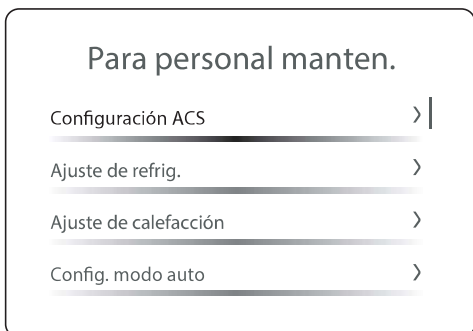 Para personal manten.
Configuración ACS
Ajuste de refrig.
Ajuste de calefacción
Config. modo auto